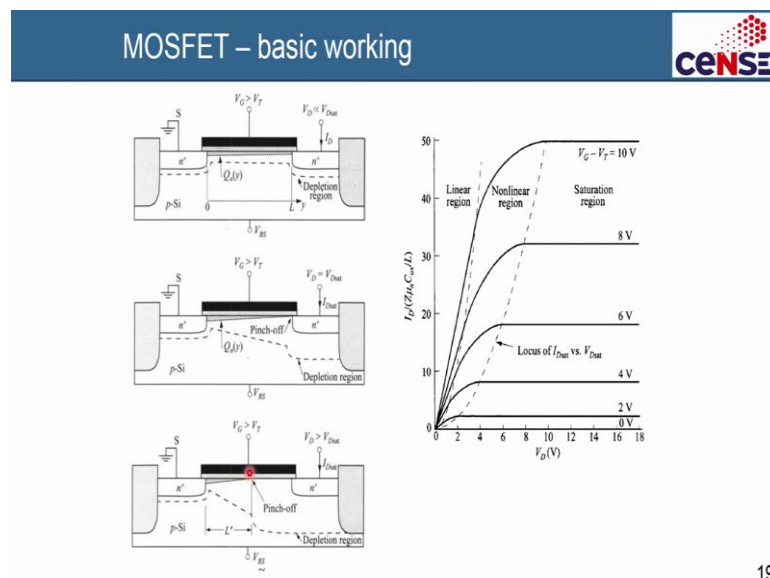 MOSFET – basic working
CeNSE
V_G > V_T
S
V_D ≪ V_Dsat
I_D
n⁺
n⁺
Q_n(y)
Depletion
region
p-Si
0
L
y
V_BS
V_G > V_T
S
V_D = V_Dsat
I_Dsat
n⁺
Pinch-off
n⁺
Q_n(y)
Depletion region
p-Si
V_BS
V_G > V_T
S
V_D > V_Dsat
I_Dsat
n⁺
n⁺
Pinch-off
L'
p-Si
Depletion region
V_BS
I_D/(Zμ_nC_ox/L)
50
40
30
20
10
0
V_G – V_T = 10 V
Linear
region
Nonlinear
region
Saturation
region
8 V
6 V
Locus of I_Dsat vs. V_Dsat
4 V
2 V
0 V
0 2 4 6 8 10 12 14 16 18
V_D (V)
19